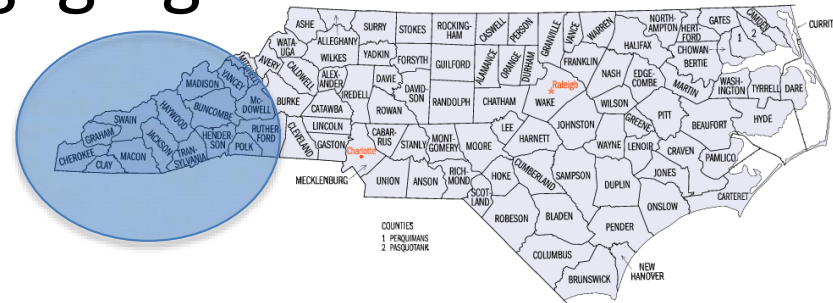 ASHE
ALLEGHANY
SURRY
STOKES
ROCKING-
HAM
CASWELL
PERSON
GRANVILLE
VANCE
WARREN
NORTH-
AMPTON
HERT-
FORD
GATES
CAMDEN
CURRIT
WATA-
UGA
WILKES
YADKIN
FORSYTH
GUILFORD
ALAMANCE
ORANGE
DURHAM
FRANKLIN
HALIFAX
CHOWAN
BERTIE
1
2
MITCHELL
AVERY
CALDWELL
ALEX-
ANDER
IREDELL
DAVIE
DAVID-
SON
RANDOLPH
CHATHAM
Raleigh
WAKE
NASH
EDGE-
COMBE
MARTIN
WASH-
INGTON
TYRRELL
DARE
MADISON
YANCEY
Mc-
DOWELL
BURKE
CATAWBA
ROWAN
WILSON
PITT
BEAUFORT
HYDE
SWAIN
HAYWOOD
BUNCOMBE
RUTHER
FORD
CLEVELAND
LINCOLN
CABAR-
RUS
STANLY
MONT-
GOMERY
MOORE
LEE
HARNETT
JOHNSTON
GREENE
WAYNE
LENOIR
CRAVEN
PAMLICO
GRAHAM
CHEROKEE
CLAY
MACON
JACKSON
TRAN-
SYLVANIA
HENDER
SON
POLK
GASTON
Charlotte
MECKLENBURG
UNION
ANSON
RICH-
MOND
SCOT-
LAND
HOKE
CUMBERLAND
SAMPSON
DUPLIN
JONES
CARTERET
ONSLOW
ROBESON
BLADEN
PENDER
COLUMBUS
BRUNSWICK
NEW
HANOVER
COUNTIES
1 PERQUIMANS
2 PASQUOTANK